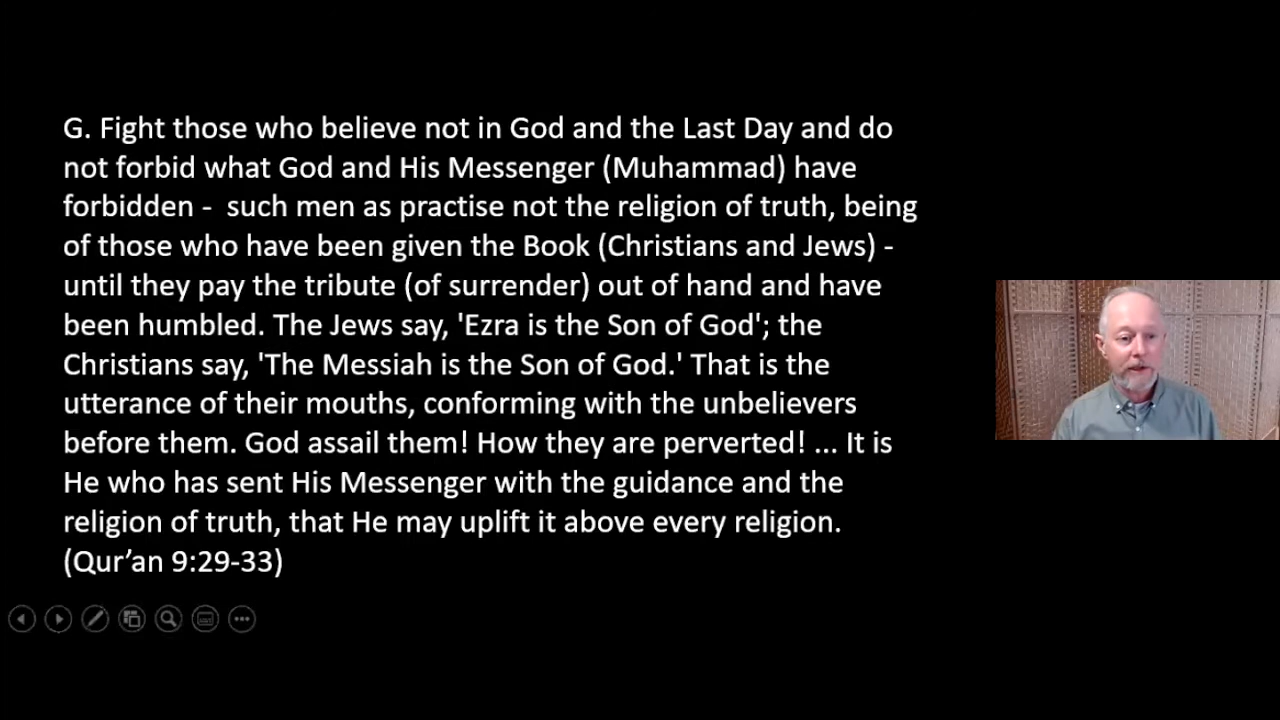 G. Fight those who believe not in God and the Last Day and do
not forbid what God and His Messenger (Muhammad) have
forbidden -  such men as practise not the religion of truth, being
of those who have been given the Book (Christians and Jews) -
until they pay the tribute (of surrender) out of hand and have
been humbled. The Jews say, 'Ezra is the Son of God'; the
Christians say, 'The Messiah is the Son of God.' That is the
utterance of their mouths, conforming with the unbelievers
before them. God assail them! How they are perverted! ... It is
He who has sent His Messenger with the guidance and the
religion of truth, that He may uplift it above every religion.
(Qur’an 9:29-33)